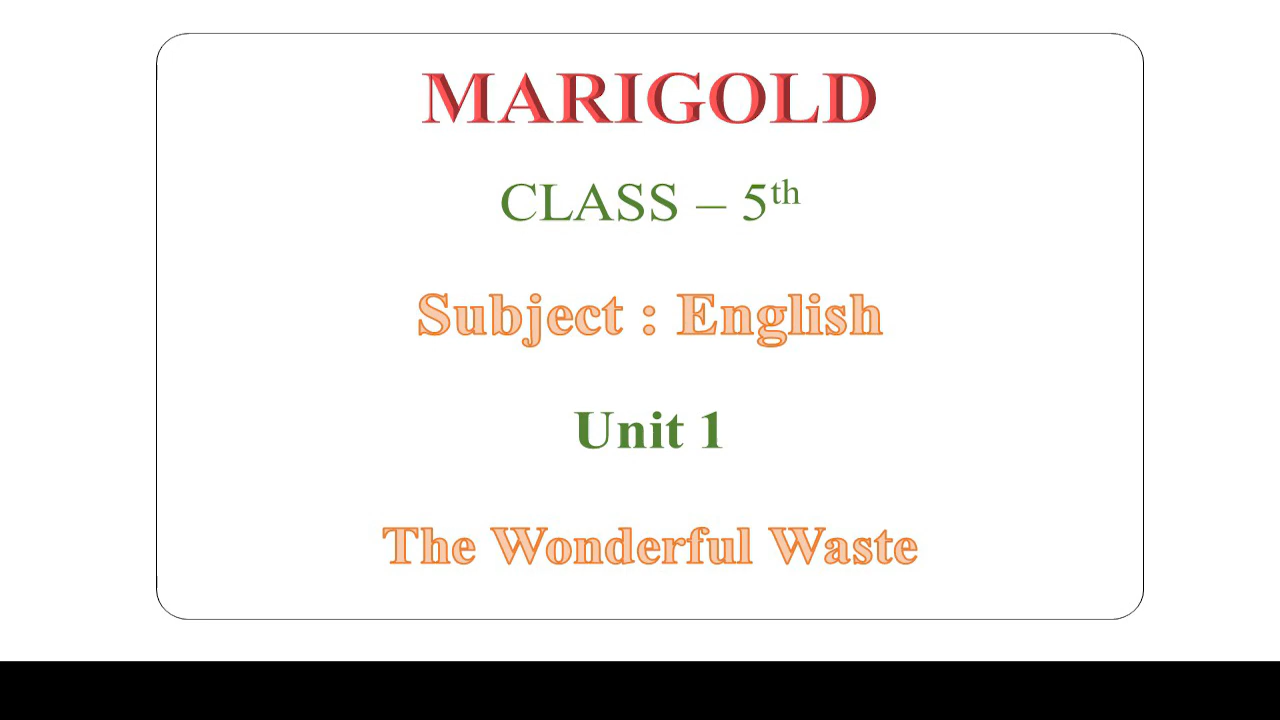 MARIGOLD
CLASS – 5th
Subject : English
Unit 1
The Wonderful Waste